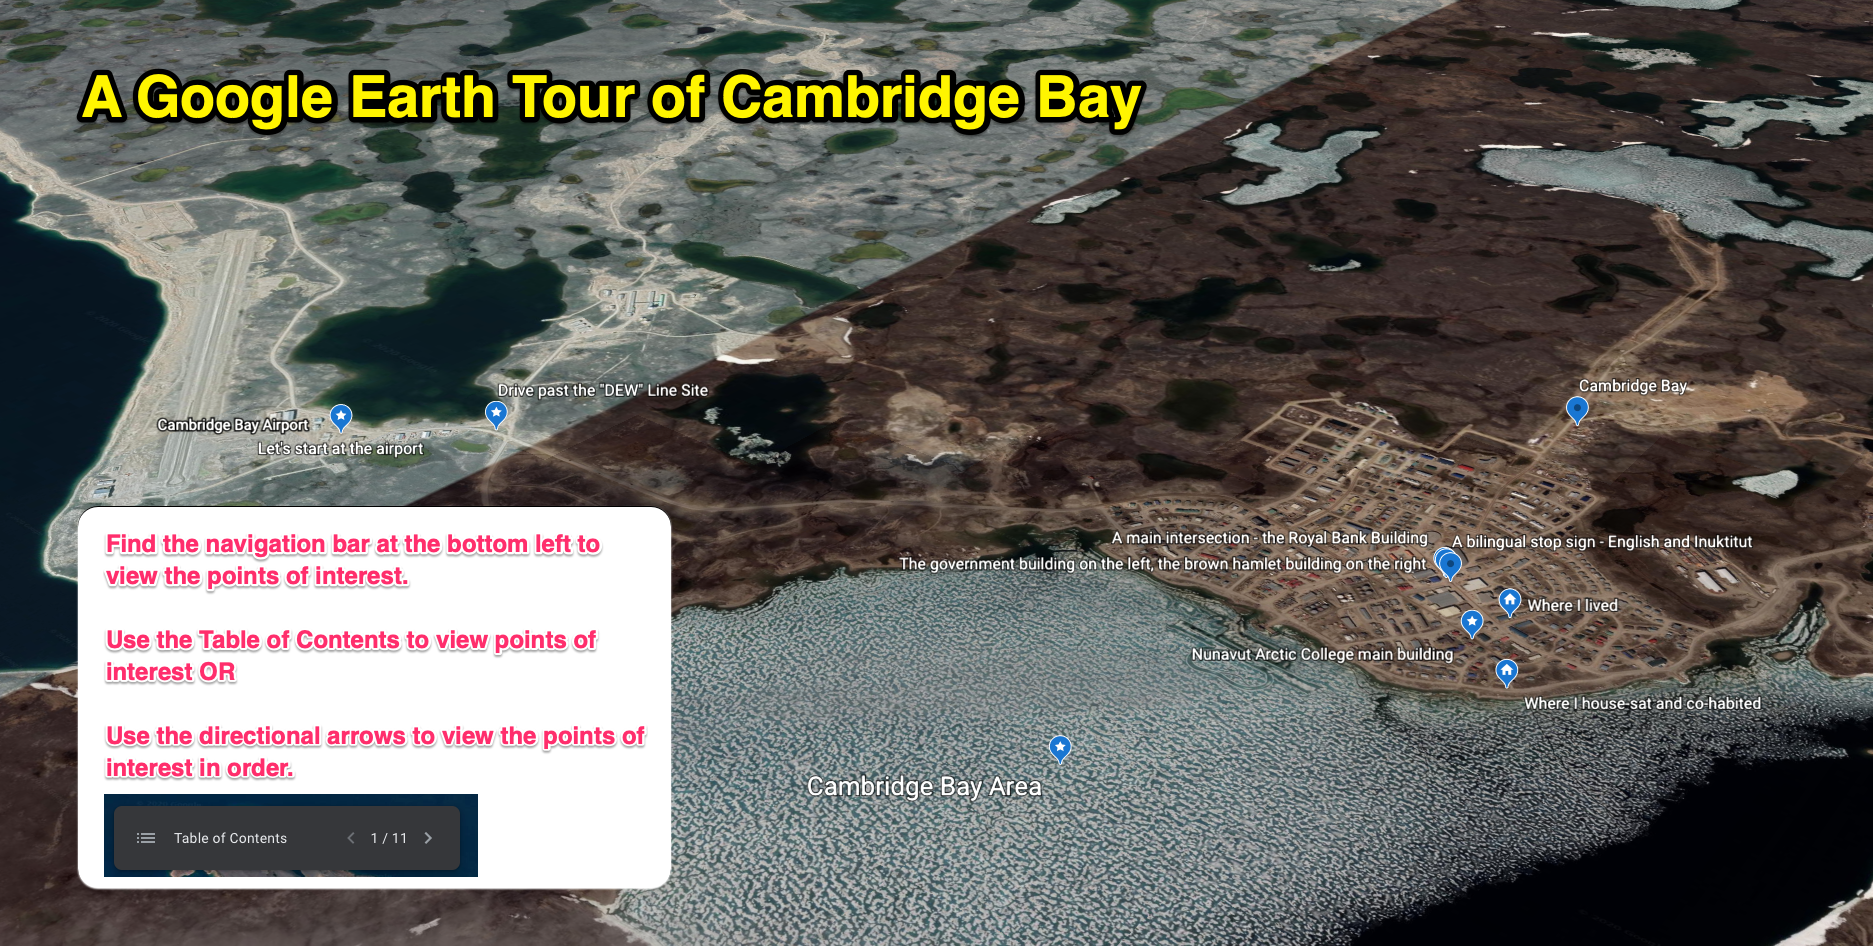 A Google Earth Tour of Cambridge Bay
Cambridge Bay
Drive past the "DEW" Line Site
Cambridge Bay Airport
Let's start at the airport
A main intersection - the Royal Bank Building
A bilingual stop sign - English and Inuktitut
The government building on the left, the brown hamlet building on the right
Where I lived
Nunavut Arctic College main building
Where I house-sat and co-habited
Cambridge Bay Area
Find the navigation bar at the bottom left to
view the points of interest.
Use the Table of Contents to view points of
interest OR
Use the directional arrows to view the points of
interest in order.
Table of Contents
1 / 11